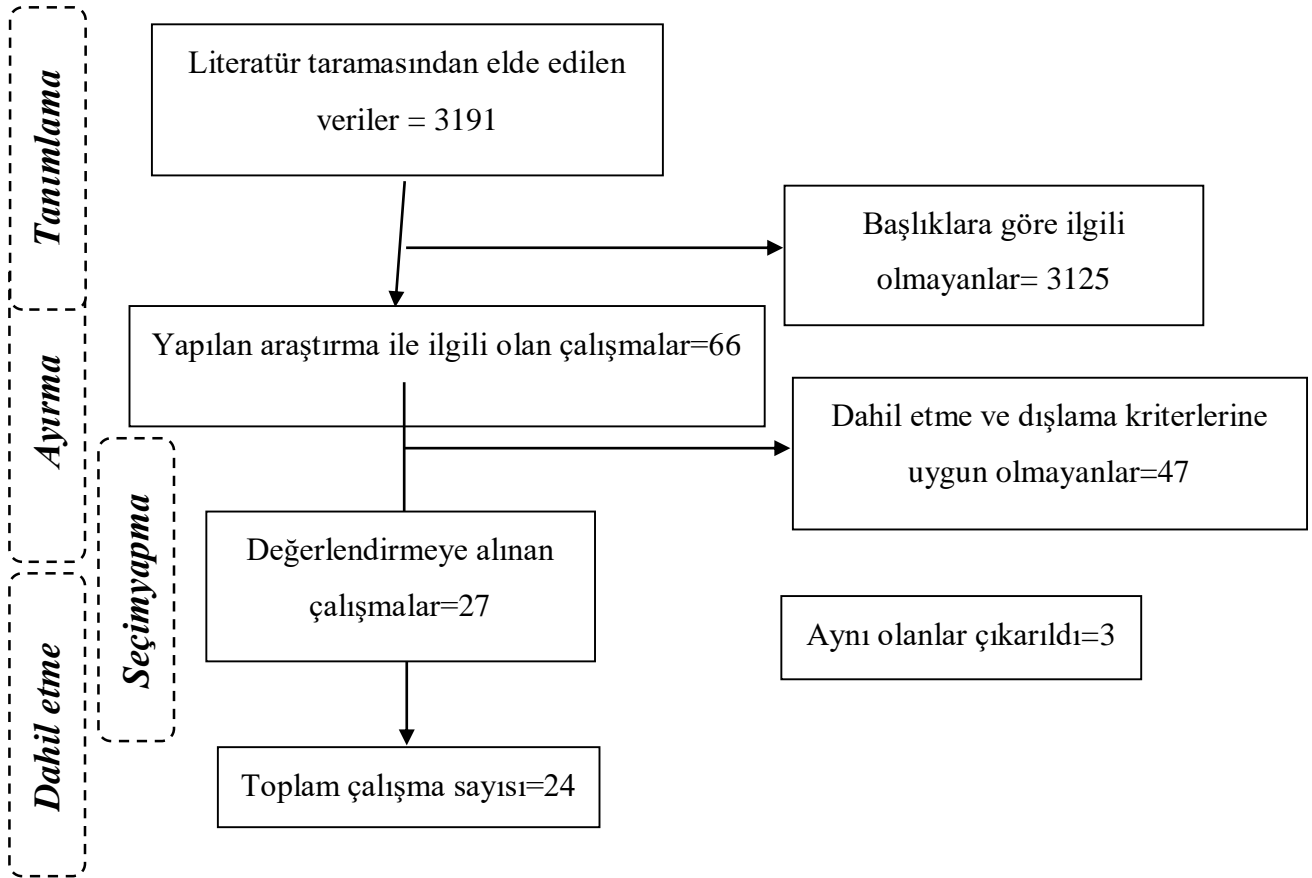 Tanımlama
Literatür taramasından elde edilen
veriler = 3191
Başlıklara göre ilgili
olmayanlar= 3125
Ayırma
Yapılan araştırma ile ilgili olan çalışmalar=66
Dahil etme ve dışlama kriterlerine
uygun olmayanlar=47
Seçimyapma
Değerlendirmeye alınan
çalışmalar=27
Aynı olanlar çıkarıldı=3
Dahil etme
Toplam çalışma sayısı=24